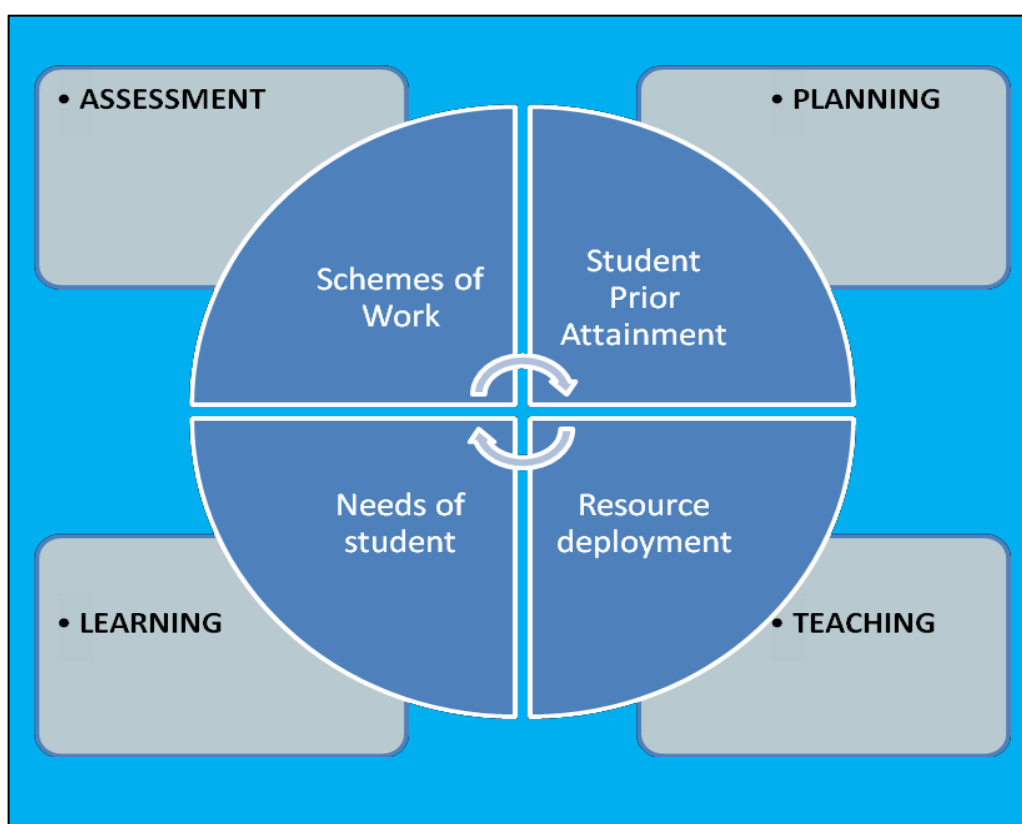 • ASSESSMENT
• PLANNING
Schemes of
Work
Student
Prior
Attainment
Needs of
student
Resource
deployment
• LEARNING
• TEACHING